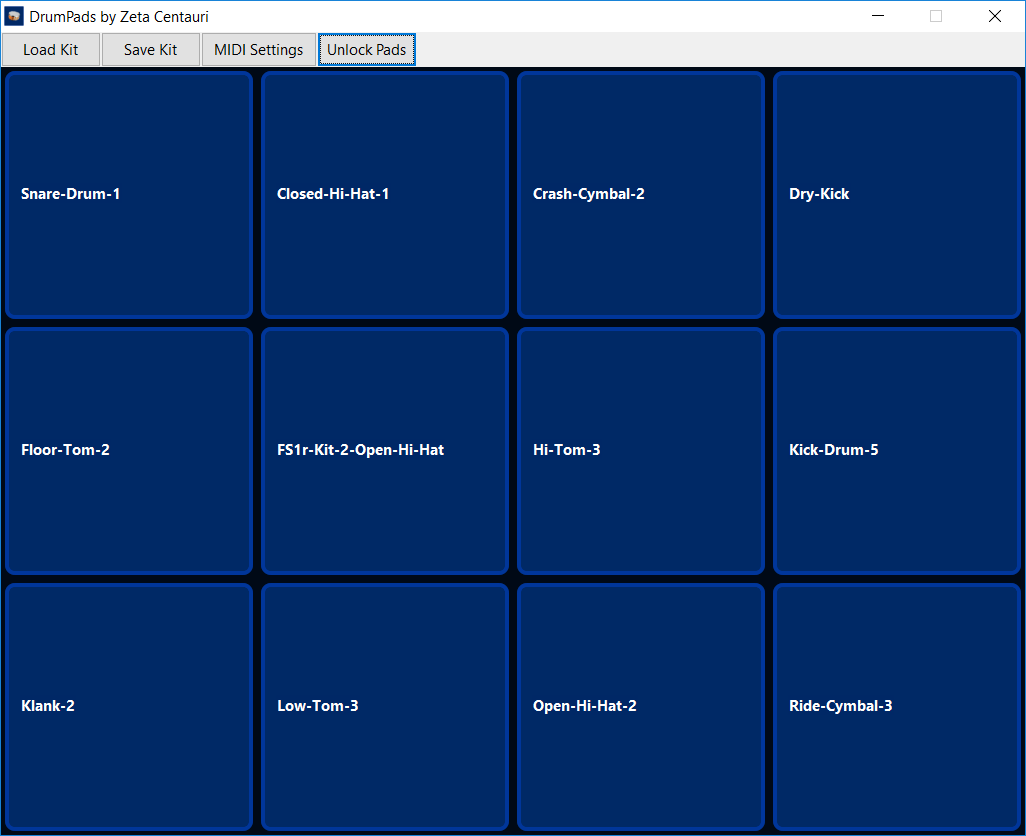 DrumPads by Zeta Centauri
Load Kit Save Kit MIDI Settings Unlock Pads
Snare-Drum-1 Closed-Hi-Hat-1 Crash-Cymbal-2 Dry-Kick
Floor-Tom-2 FS1r-Kit-2-Open-Hi-Hat Hi-Tom-3 Kick-Drum-5
Klank-2 Low-Tom-3 Open-Hi-Hat-2 Ride-Cymbal-3